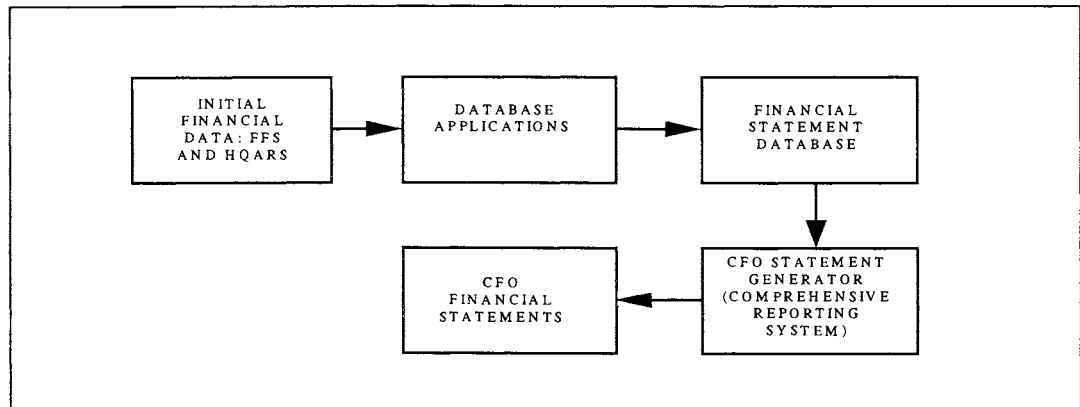 INITIAL
FINANCIAL
DATA: FFS
AND HQARS
DATABASE
APPLICATIONS
FINANCIAL
STATEMENT
DATABASE
CFO STATEMENT
GENERATOR
(COMPREHENSIVE
REPORTING
SYSTEM)
CFO
FINANCIAL
STATEMENTS